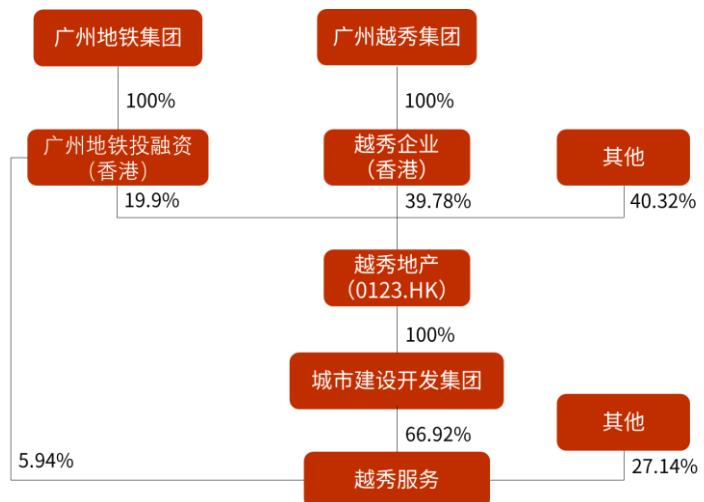 广州地铁集团
广州越秀集团
100%
100%
广州地铁投融资
（香港）
越秀企业
（香港）
其他
19.9%
39.78%
40.32%
越秀地产
（0123.HK）
100%
城市建设开发集团
66.92%
其他
5.94%
越秀服务
27.14%